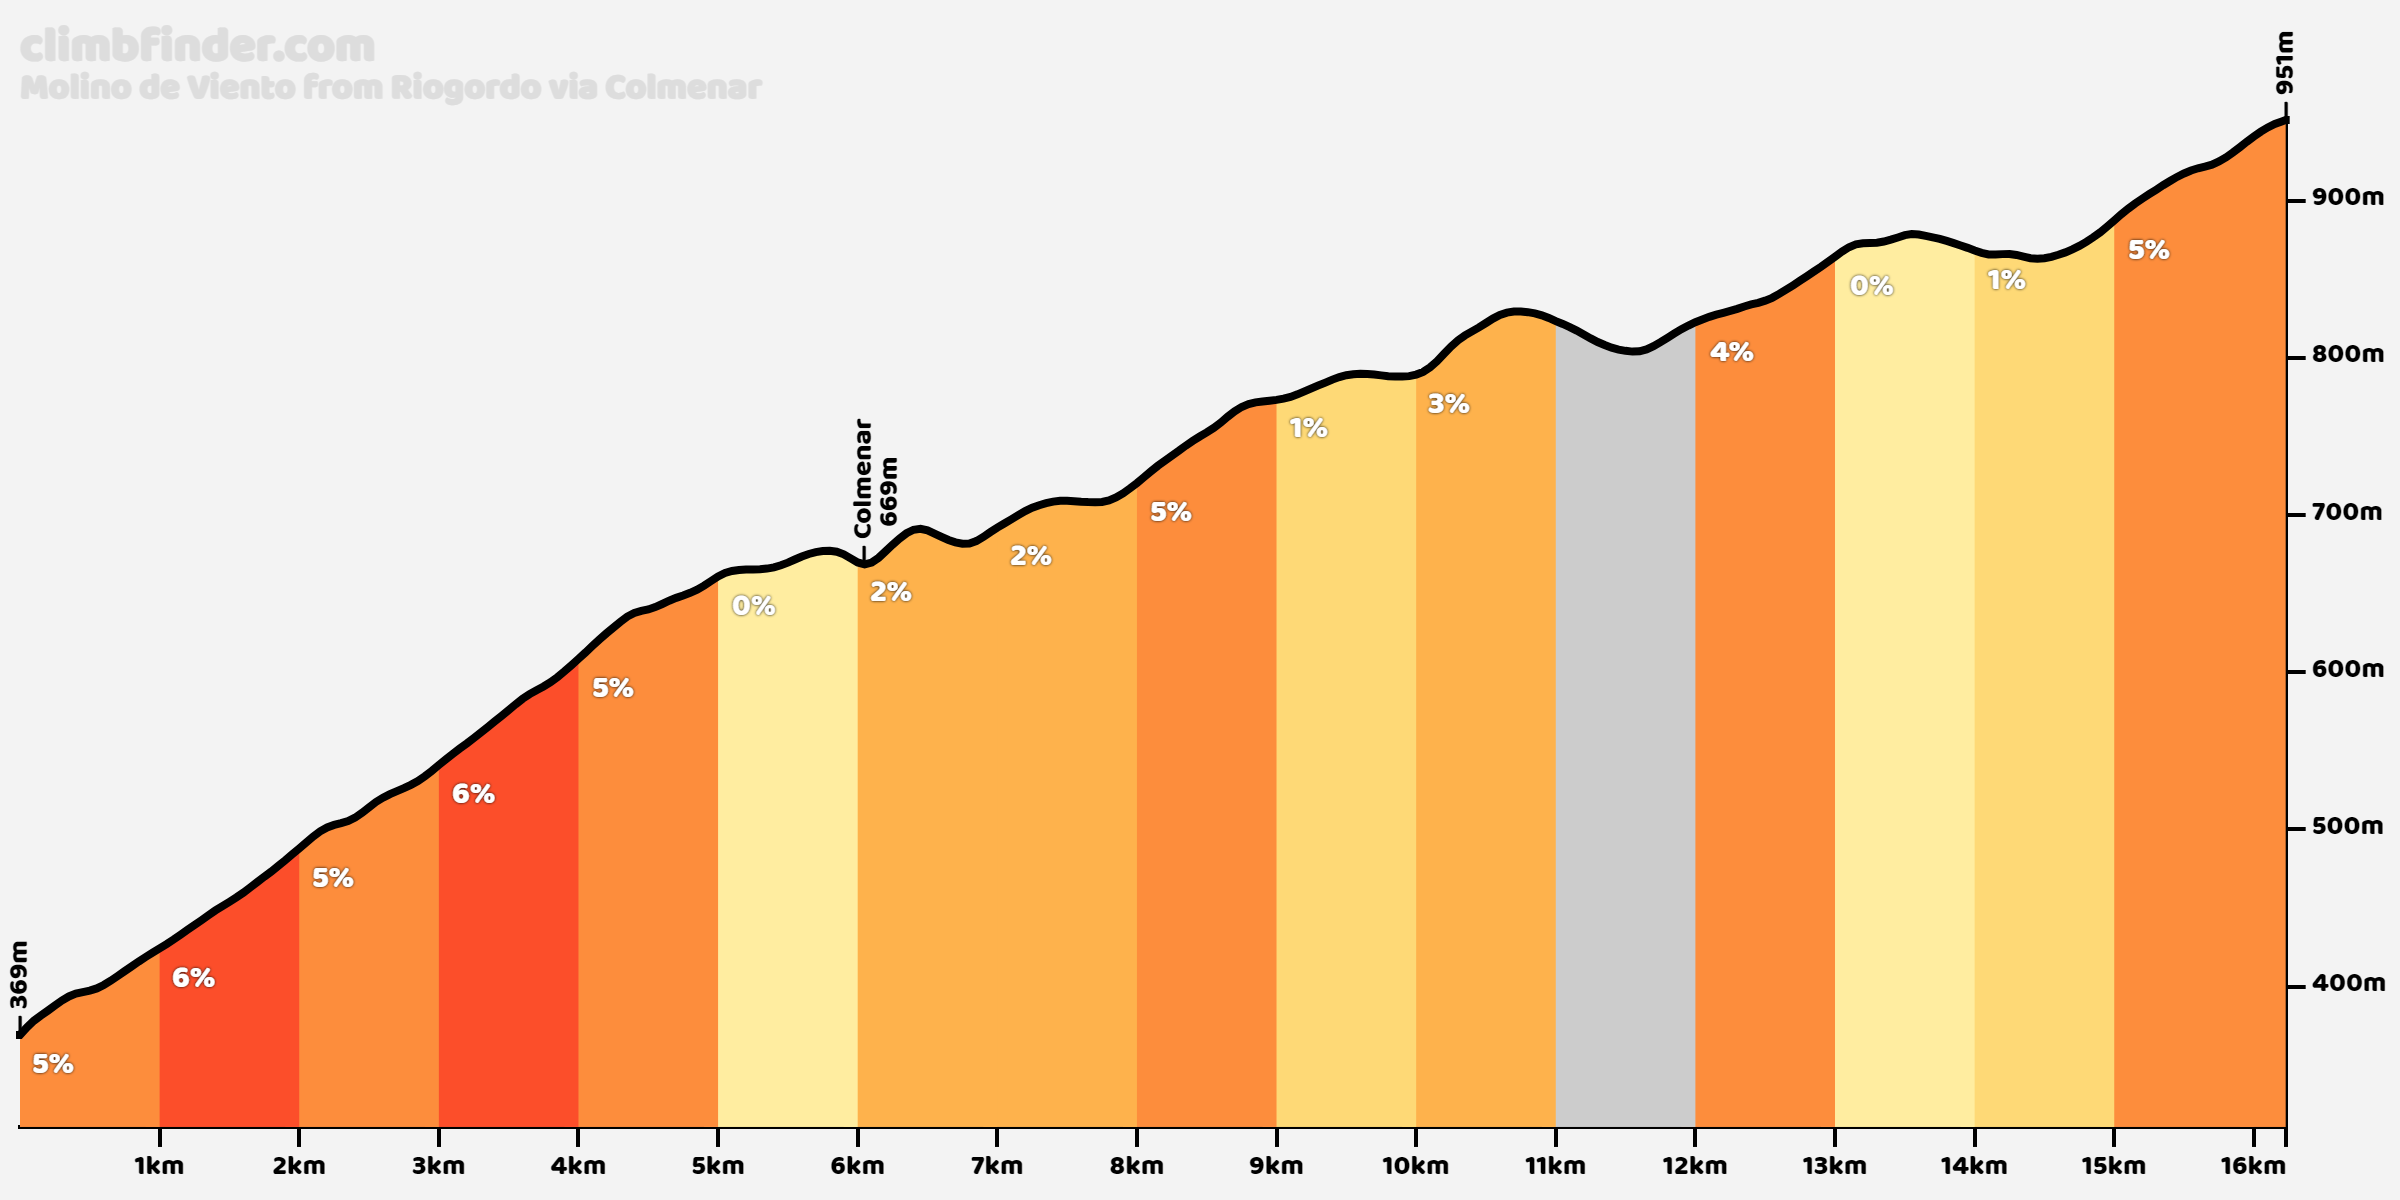 climbfinder.com
Molino de Viento from Riogordo via Colmenar
951m
900m
800m
700m
600m
500m
400m
Colmenar
669m
369m
5%
6%
5%
6%
5%
0%
2%
2%
5%
1%
3%
4%
0%
1%
5%
1km
2km
3km
4km
5km
6km
7km
8km
9km
10km
11km
12km
13km
14km
15km
16km